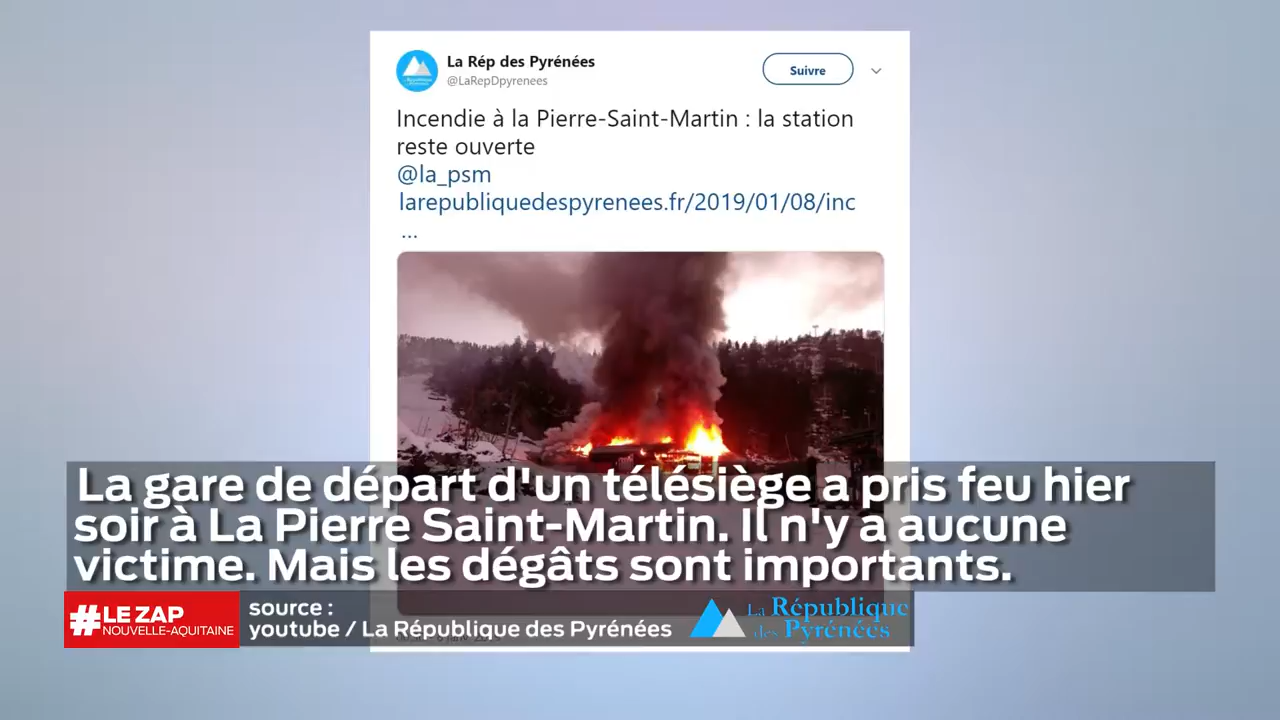 La Rép des Pyrénées
@LaRepDpyrenees
Suivre
Incendie à la Pierre-Saint-Martin : la station
reste ouverte
@la_psm
larepubliquedespyrenees.fr/2019/01/08/inc
...
La gare de départ d'un télésiège a pris feu hier
soir à La Pierre Saint-Martin. Il n'y a aucune
victime. Mais les dégâts sont importants.
#LE ZAP
NOUVELLE-AQUITAINE
source :
youtube / La République des Pyrénées
La République
des Pyrénées